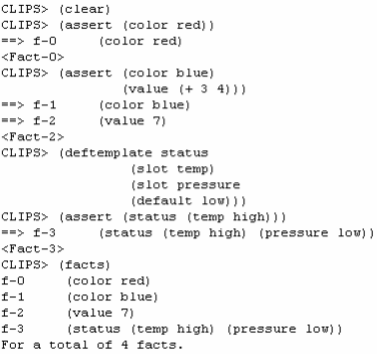 CLIPS> (clear)
CLIPS> (assert (color red))
==> f-0     (color red)
<Fact-0>
CLIPS> (assert (color blue)
               (value (+ 3 4)))
==> f-1     (color blue)
==> f-2     (value 7)
<Fact-2>
CLIPS> (deftemplate status
                (slot temp)
                (slot pressure
                (default low)))
CLIPS> (assert (status (temp high)))
==> f-3     (status (temp high) (pressure low))
<Fact-3>
CLIPS> (facts)
f-0     (color red)
f-1     (color blue)
f-2     (value 7)
f-3     (status (temp high) (pressure low))
For a total of 4 facts.